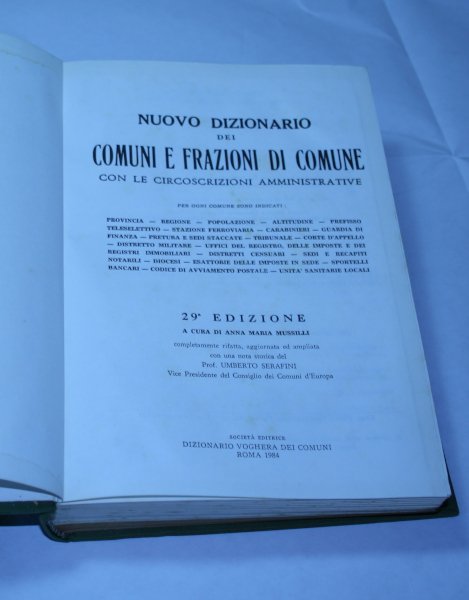 NUOVO DIZIONARIO
DEI
COMUNI E FRAZIONI DI COMUNE
CON LE CIRCOSCRIZIONI AMMINISTRATIVE
PER OGNI COMUNE SONO INDICATI:
PROVINCIA — REGIONE — POPOLAZIONE — ALTITUDINE — PREFISSO
TELESELETTIVO — STAZIONE FERROVIARIA — CARABINIERI — GUARDIA DI
FINANZA — PRETURA E SEDI STACCATE — TRIBUNALE — CORTE D'APPELLO
— DISTRETTO MILITARE — UFFICI DEL REGISTRO, DELLE IMPOSTE E DEI
REGISTRI IMMOBILIARI — DISTRETTI CENSUARI — SEDI E RECAPITI
NOTARILI — DIOCESI — ESATTORIE DELLE IMPOSTE IN SEDE — SPORTELLI
BANCARI — CODICE DI AVVIAMENTO POSTALE — UNITA' SANITARIE LOCALI
29ª EDIZIONE
A CURA DI ANNA MARIA MUSSILLI
completamente rifatta, aggiornata ed ampliata
con una nota storica del
Prof. UMBERTO SERAFINI
Vice Presidente del Consiglio dei Comuni d'Europa
SOCIETÀ EDITRICE
DIZIONARIO VOGHERA DEI COMUNI
ROMA 1984